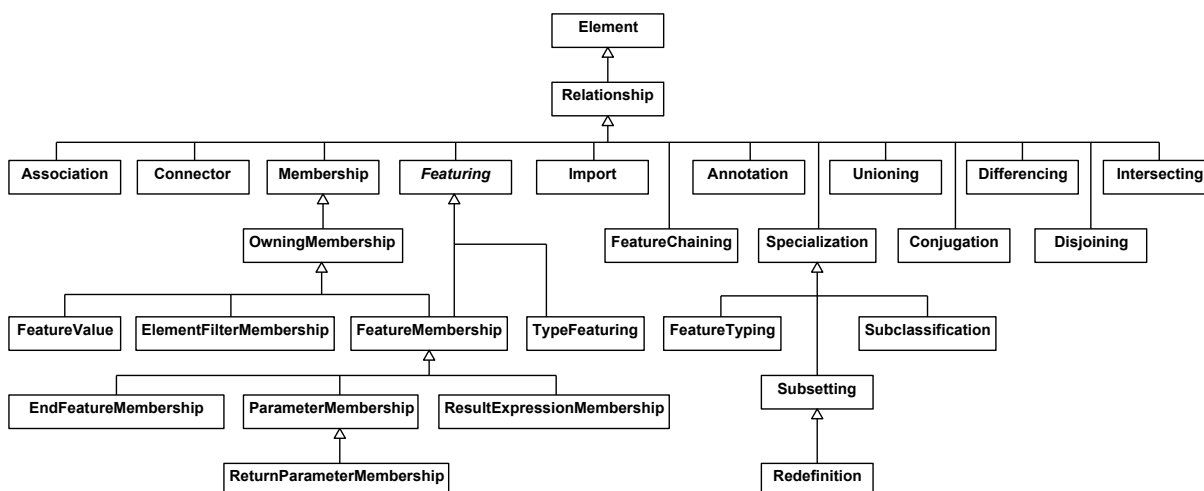 Element
Relationship
Association
Connector
Membership
Featuring
Import
Annotation
Unioning
Differencing
Intersecting
OwningMembership
FeatureChaining
Specialization
Conjugation
Disjoining
FeatureValue
ElementFilterMembership
FeatureMembership
TypeFeaturing
FeatureTyping
Subclassification
EndFeatureMembership
ParameterMembership
ResultExpressionMembership
Subsetting
ReturnParameterMembership
Redefinition